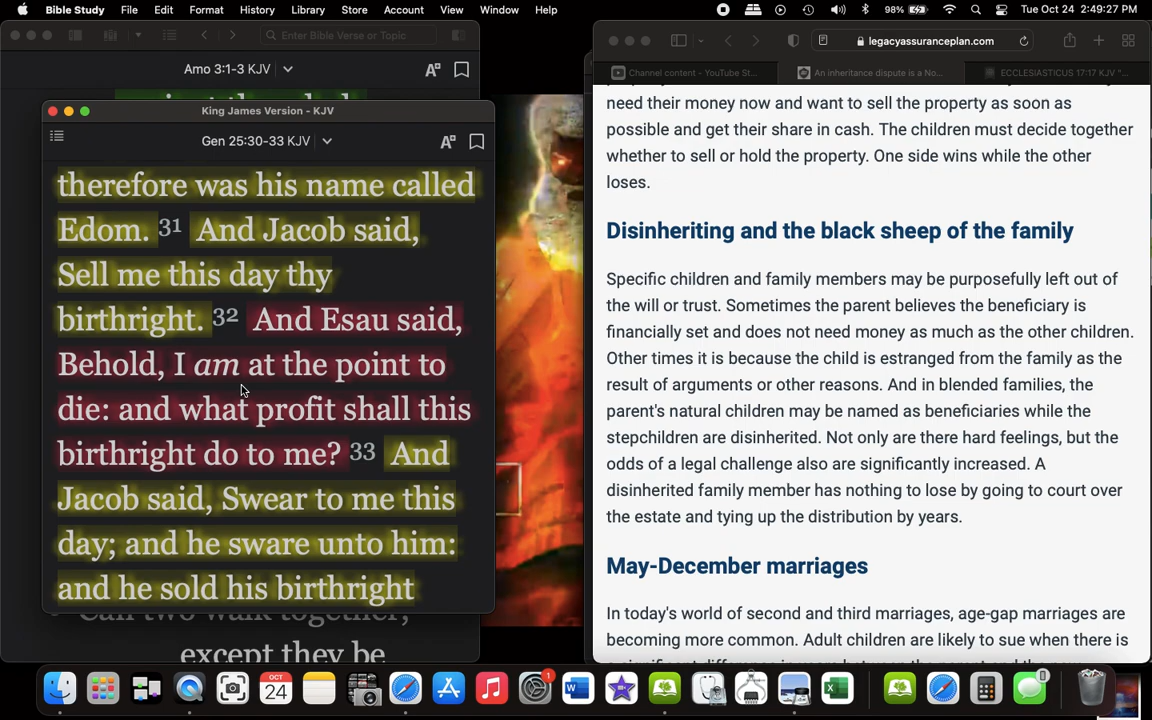 Bible Study File Edit Format History Library Store Account View Window Help
98% Tue Oct 24 2:49:27 PM
Enter Bible Verse or Topic
Amo 3:1-3 KJV
King James Version - KJV
Gen 25:30-33 KJV
therefore was his name called
Edom. 31 And Jacob said,
Sell me this day thy
birthright. 32 And Esau said,
Behold, I am at the point to
die: and what profit shall this
birthright do to me? 33 And
Jacob said, Swear to me this
day; and he sware unto him:
and he sold his birthright
Can two walk together,
except they be
legacyassuranceplan.com
Channel content - YouTube St...
An inheritance dispute is a No...
ECCLESIASTICUS 17:17 KJV "...
need their money now and want to sell the property as soon as
possible and get their share in cash. The children must decide together
whether to sell or hold the property. One side wins while the other
loses.
Disinheriting and the black sheep of the family
Specific children and family members may be purposefully left out of
the will or trust. Sometimes the parent believes the beneficiary is
financially set and does not need money as much as the other children.
Other times it is because the child is estranged from the family as the
result of arguments or other reasons. And in blended families, the
parent's natural children may be named as beneficiaries while the
stepchildren are disinherited. Not only are there hard feelings, but the
odds of a legal challenge also are significantly increased. A
disinherited family member has nothing to lose by going to court over
the estate and tying up the distribution by years.
May-December marriages
In today's world of second and third marriages, age-gap marriages are
becoming more common. Adult children are likely to sue when there is
OCT
24
1